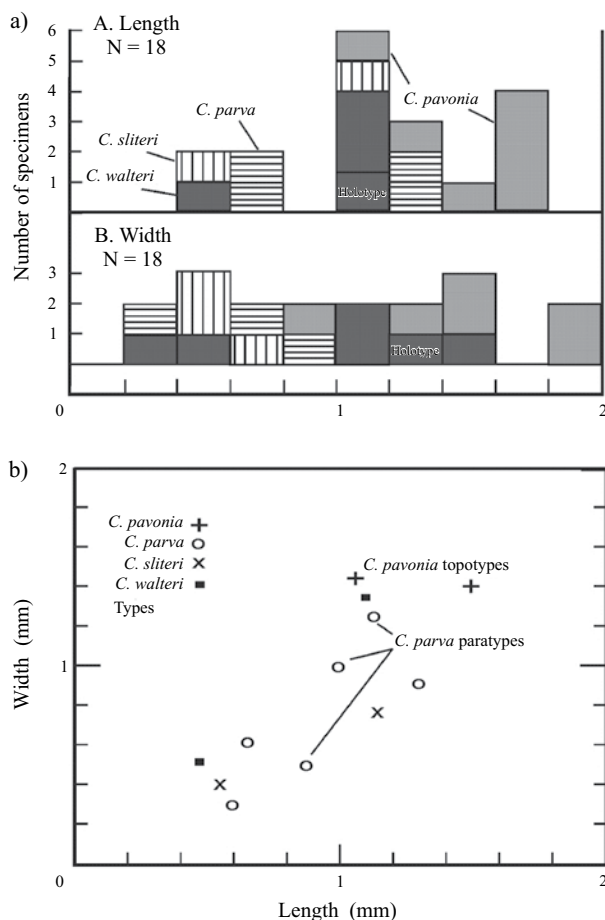 a)
A. Length
N = 18
6
5
4
3
2
1
Number of specimens
C. parva
C. pavonia
C. sliteri
C. walteri
Holotype
B. Width
N = 18
3
2
1
Holotype
0 1 2
b)
2
C. pavonia
C. parva
C. sliteri
C. walteri
Types
C. pavonia topotypes
C. parva paratypes
Width (mm)
1
0 1 2
Length (mm)